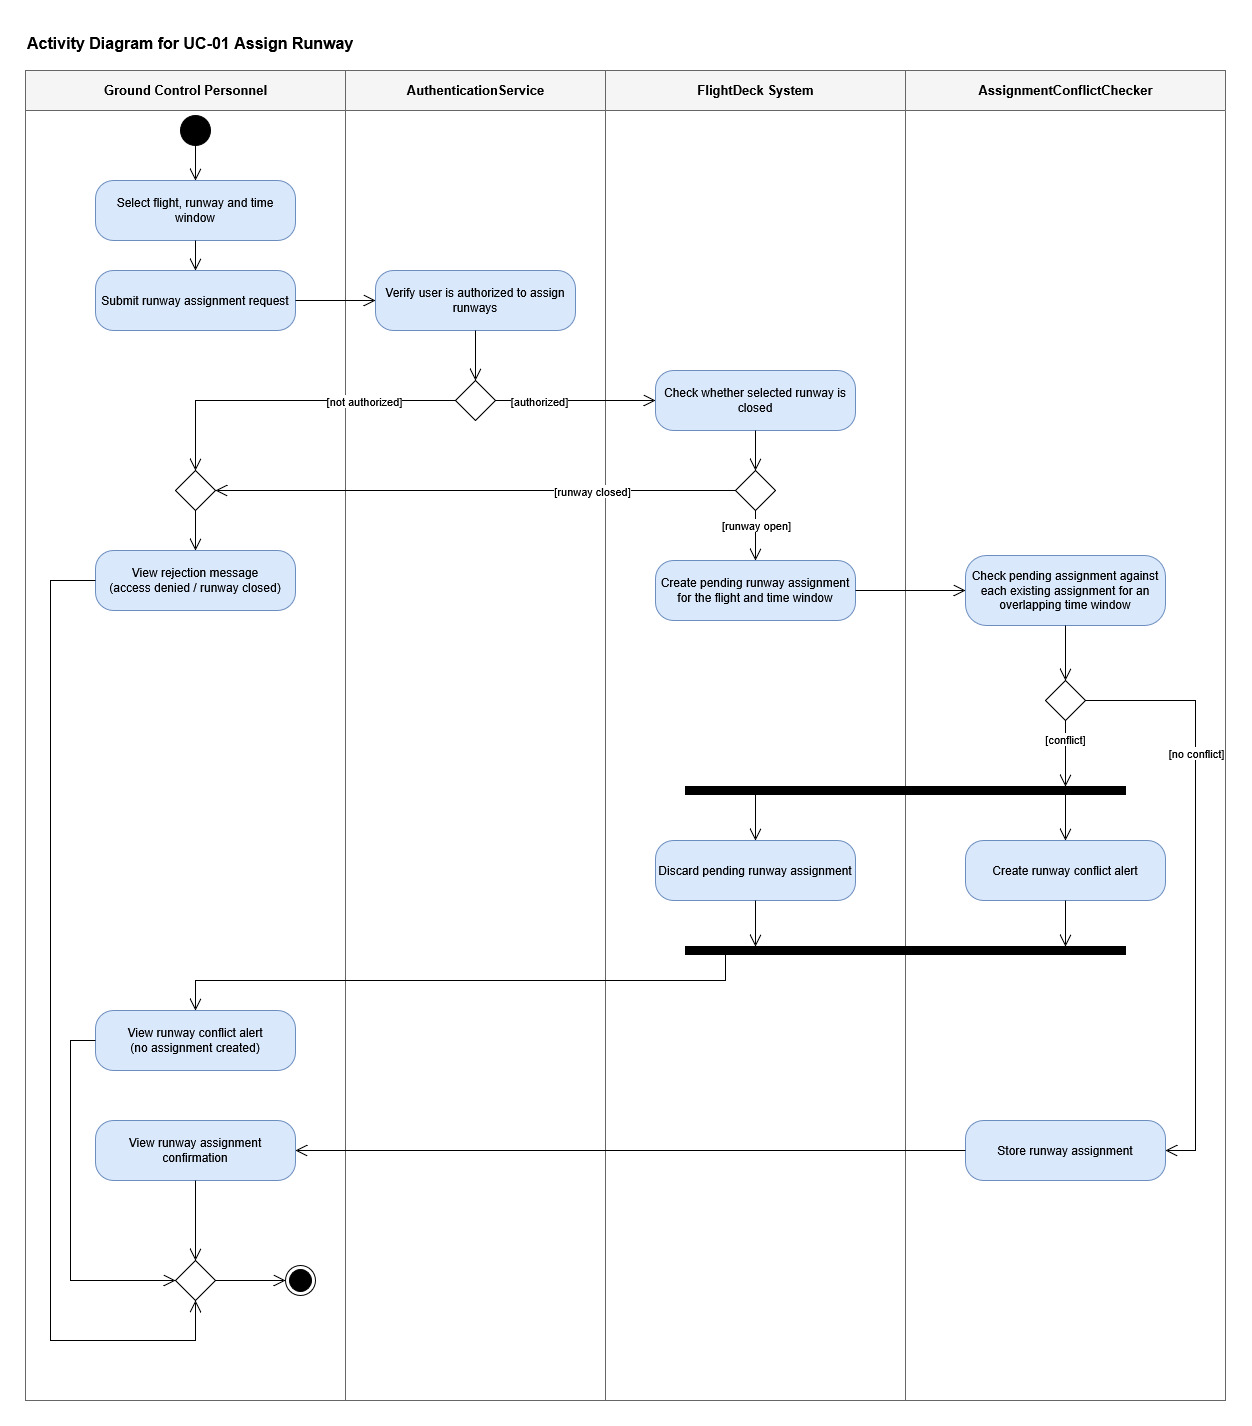 Activity Diagram for UC-01 Assign Runway
Ground Control Personnel
AuthenticationService
FlightDeck System
AssignmentConflictChecker
Select flight, runway and time
window
Submit runway assignment request
Verify user is authorized to assign
runways
[not authorized]
[authorized]
Check whether selected runway is
closed
[runway closed]
[runway open]
View rejection message
(access denied / runway closed)
Create pending runway assignment
for the flight and time window
Check pending assignment against
each existing assignment for an
overlapping time window
[conflict]
[no conflict]
Discard pending runway assignment
Create runway conflict alert
View runway conflict alert
(no assignment created)
View runway assignment
confirmation
Store runway assignment